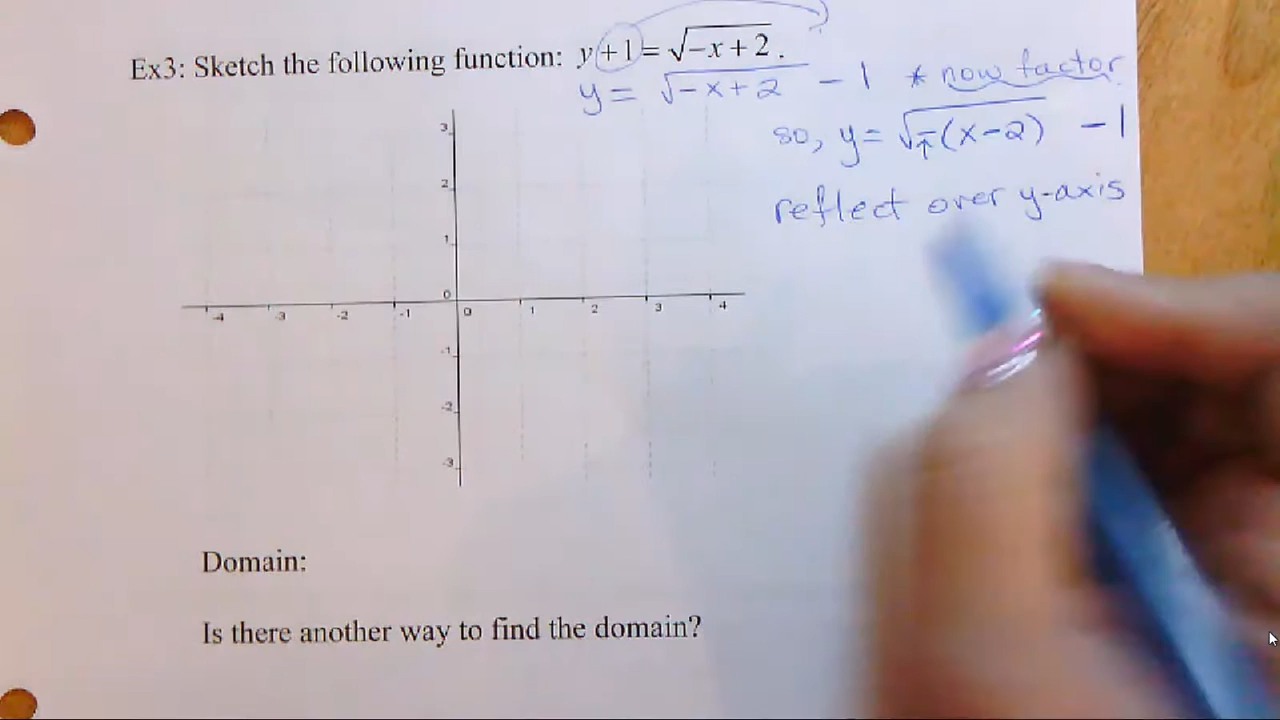 Ex3: Sketch the following function: y+1=√-x+2.
y= √-x+2 -1 * now factor
so, y= √-(x-2) -1
reflect over y-axis
3
2
1
0
-4 -3 -2 -1 0 1 2 3 4
-1
-2
-3
Domain:
Is there another way to find the domain?